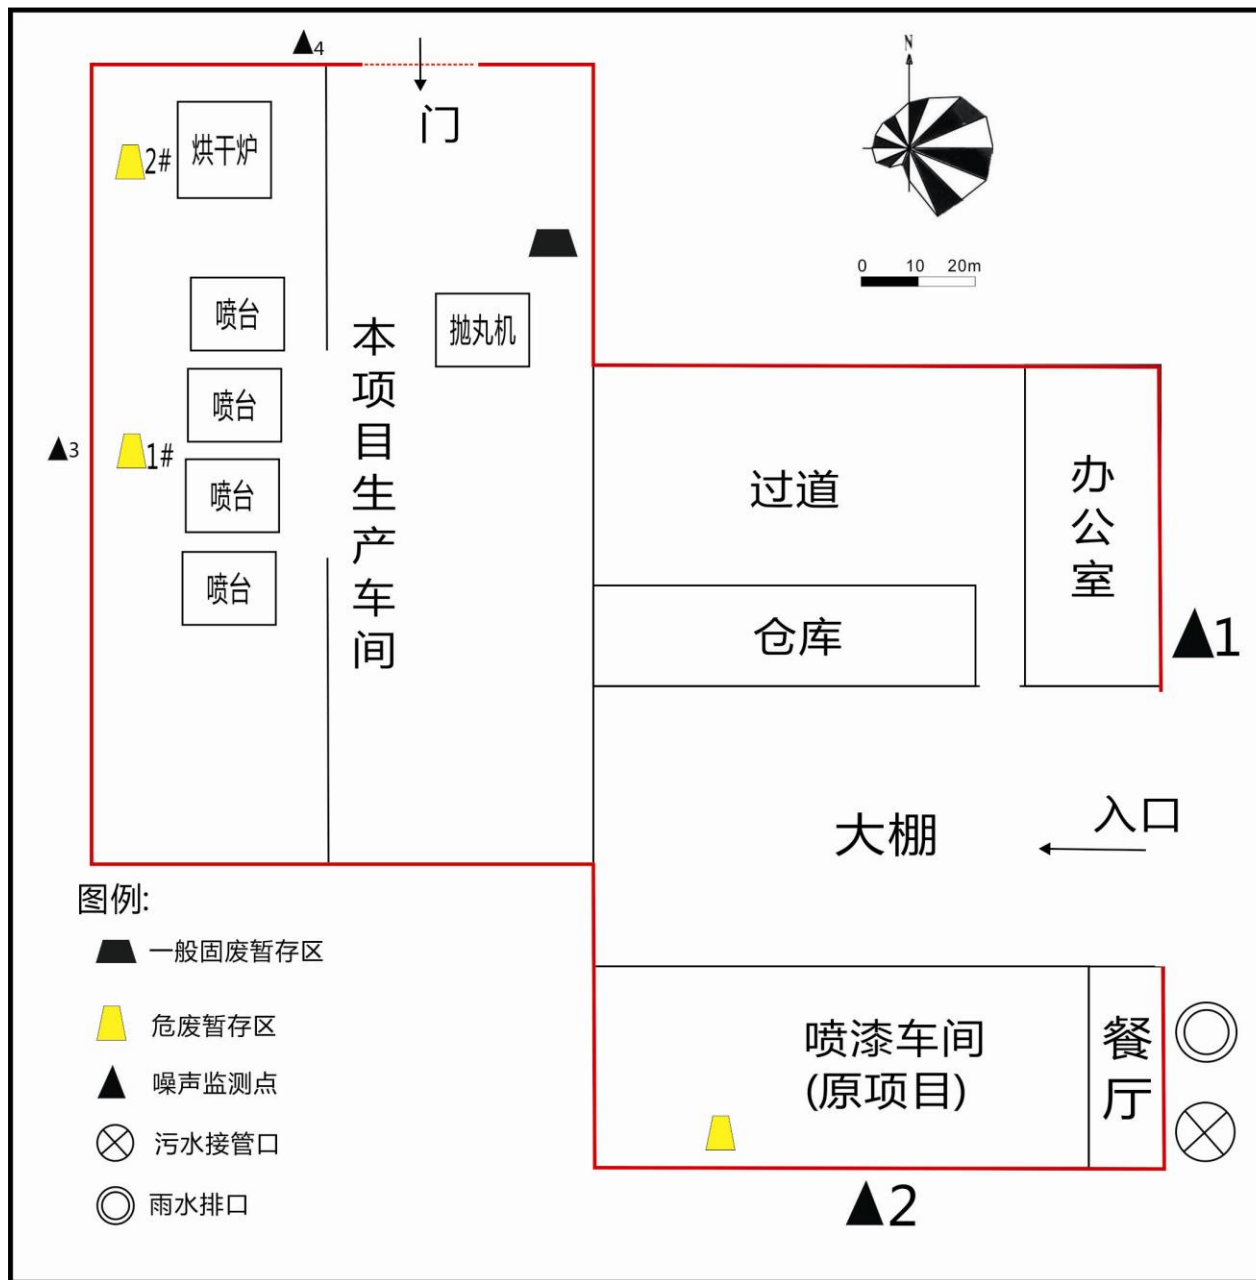 4
门
N
2#
烘干炉
0 10 20m
喷台
抛丸机
本项目生产车间
喷台
3
1#
喷台
过道
办公室
喷台
仓库
1
大棚
入口
图例:
一般固废暂存区
危废暂存区
噪声监测点
污水接管口
雨水排口
喷漆车间
(原项目)
餐厅
2